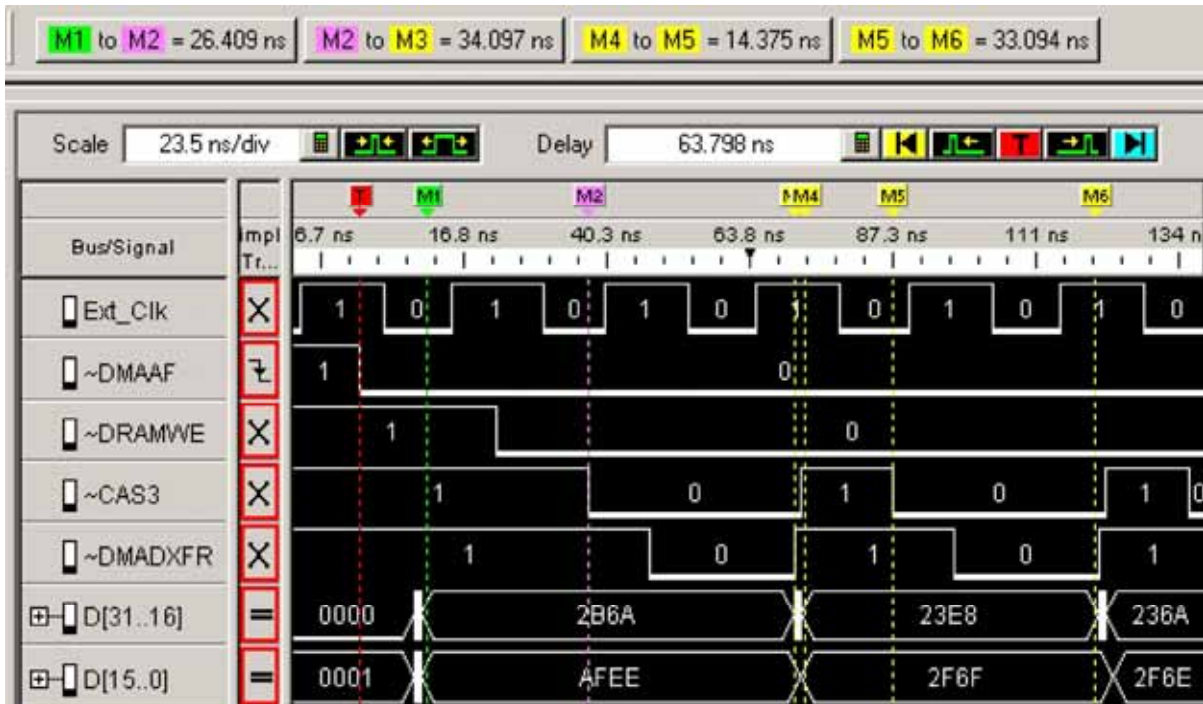 M1 to M2 = 26.409 ns M2 to M3 = 34.097 ns M4 to M5 = 14.375 ns M5 to M6 = 33.094 ns
Scale 23.5 ns/div Delay 63.798 ns T
T M1 M2 M4 M5 M6
Bus/Signal Impl Tr... 6.7 ns 16.8 ns 40.3 ns 63.8 ns 87.3 ns 111 ns 134 n
Ext_Clk 1 0 1 0 1 0 1 0 1 0 1 0
~DMAAF 1 0
~DRAMWE 1 0
~CAS3 1 0 1 0 1 0
~DMADXFR 1 0 1 0 1
D[31..16] = 0000 2B6A 23E8 236A
D[15..0] = 0001 AFEE 2F6F 2F6E